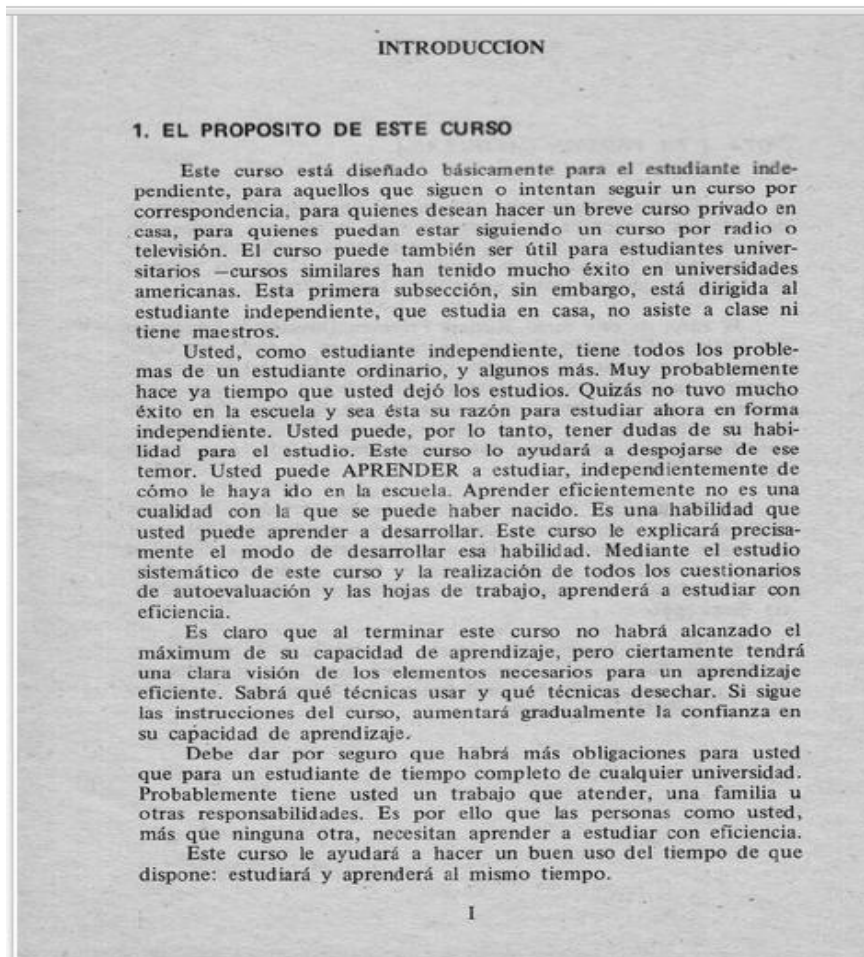 INTRODUCCION
1. EL PROPOSITO DE ESTE CURSO
Este curso está diseñado básicamente para el estudiante inde-
pendiente, para aquellos que siguen o intentan seguir un curso por
correspondencia, para quienes desean hacer un breve curso privado en
casa, para quienes puedan estar siguiendo un curso por radio o
televisión. El curso puede también ser útil para estudiantes univer-
sitarios —cursos similares han tenido mucho éxito en universidades
americanas. Esta primera subsección, sin embargo, está dirigida al
estudiante independiente, que estudia en casa, no asiste a clase ni
tiene maestros.
Usted, como estudiante independiente, tiene todos los proble-
mas de un estudiante ordinario, y algunos más. Muy probablemente
hace ya tiempo que usted dejó los estudios. Quizás no tuvo mucho
éxito en la escuela y sea ésta su razón para estudiar ahora en forma
independiente. Usted puede, por lo tanto, tener dudas de su habi-
lidad para el estudio. Este curso lo ayudará a despojarse de ese
temor. Usted puede APRENDER a estudiar, independientemente de
cómo le haya ido en la escuela. Aprender eficientemente no es una
cualidad con la que se puede haber nacido. Es una habilidad que
usted puede aprender a desarrollar. Este curso le explicará precisa-
mente el modo de desarrollar esa habilidad. Mediante el estudio
sistemático de este curso y la realización de todos los cuestionarios
de autoevaluación y las hojas de trabajo, aprenderá a estudiar con
eficiencia.
Es claro que al terminar este curso no habrá alcanzado el
máximum de su capacidad de aprendizaje, pero ciertamente tendrá
una clara visión de los elementos necesarios para un aprendizaje
eficiente. Sabrá qué técnicas usar y qué técnicas desechar. Si sigue
las instrucciones del curso, aumentará gradualmente la confianza en
su capacidad de aprendizaje.
Debe dar por seguro que habrá más obligaciones para usted
que para un estudiante de tiempo completo de cualquier universidad.
Probablemente tiene usted un trabajo que atender, una familia u
otras responsabilidades. Es por ello que las personas como usted,
más que ninguna otra, necesitan aprender a estudiar con eficiencia.
Este curso le ayudará a hacer un buen uso del tiempo de que
dispone: estudiará y aprenderá al mismo tiempo.
I